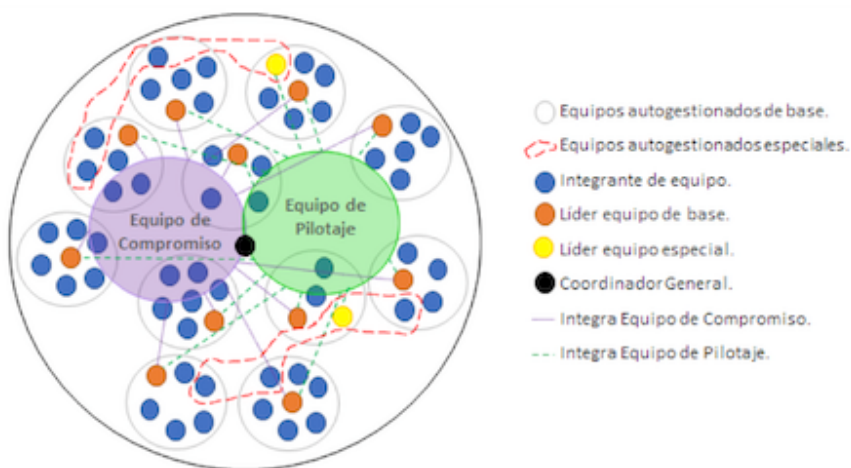 Equipo de
Compromiso
Equipo de
Pilotaje
Equipos autogestionados de base.
Equipos autogestionados especiales.
Integrante de equipo.
Líder equipo de base.
Líder equipo especial.
Coordinador General.
Integra Equipo de Compromiso.
Integra Equipo de Pilotaje.